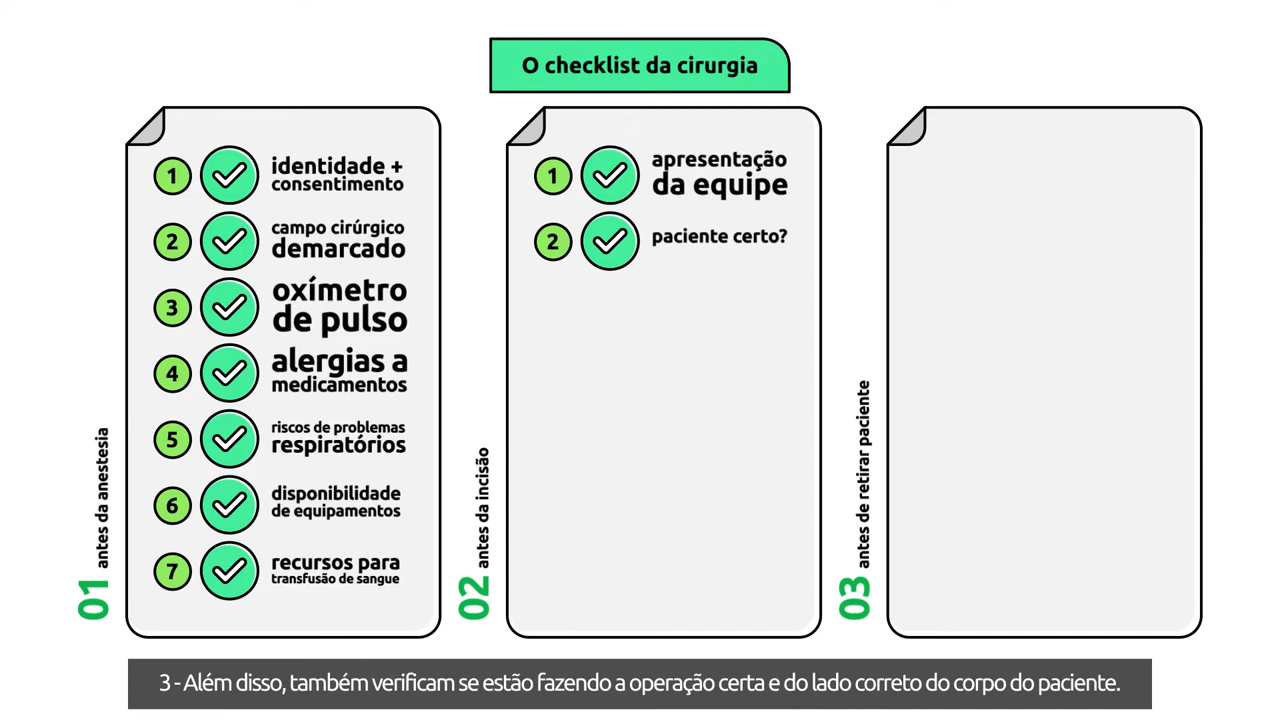 O checklist da cirurgia
01 antes da anestesia
1
identidade +
consentimento
2
campo cirúrgico
demarcado
3
oxímetro
de pulso
4
alergias a
medicamentos
5
riscos de problemas
respiratórios
6
disponibilidade
de equipamentos
7
recursos para
transfusão de sangue
02 antes da incisão
1
apresentação
da equipe
2
paciente certo?
03 antes de retirar paciente
3 - Além disso, também verificam se estão fazendo a operação certa e do lado correto do corpo do paciente.